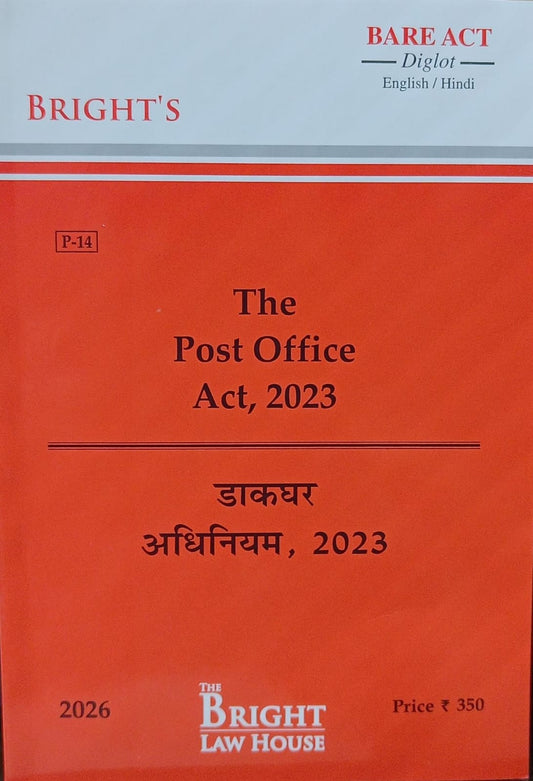 BARE ACT
Diglot
English / Hindi
BRIGHT'S
P-14
The
Post Office
Act, 2023
डाकघर
अधिनियम, 2023
2026
THE
BRIGHT
LAW HOUSE
Price ₹ 350